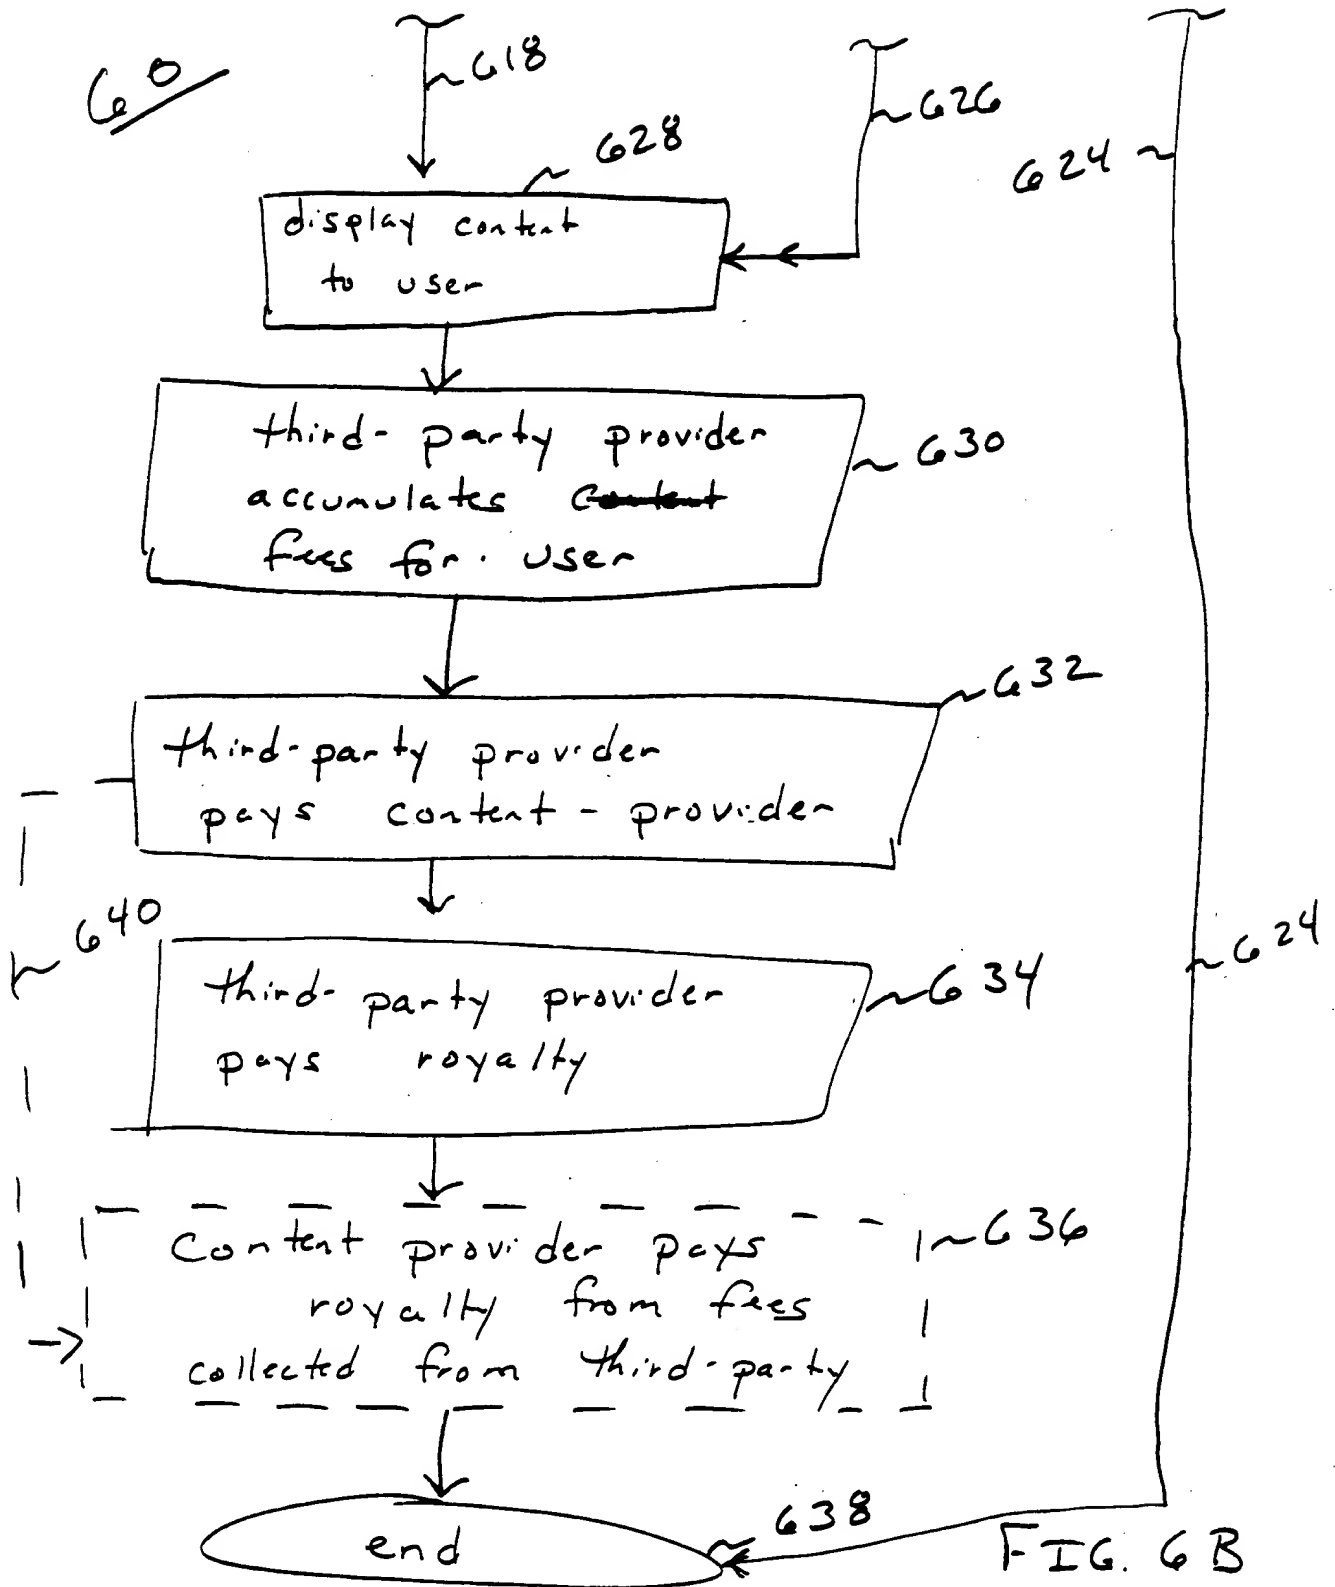 60
618
626
624
628
display content
to user
third-party provider
accumulates content
fees for user
630
632
third-party provider
pays content-provider
640
624
634
third-party provider
pays royalty
636
Content provider pays
royalty from fees
collected from third-party
638
end
FIG. 6B